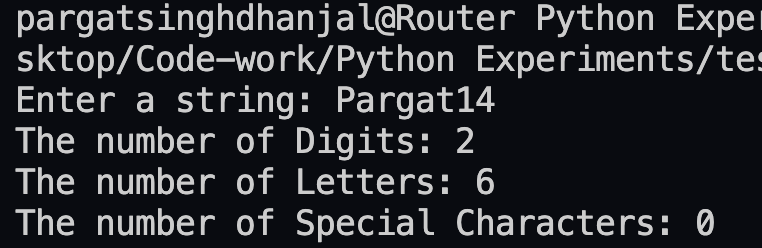 pargatsinghdhanjal@Router Python Exper
sktop/Code-work/Python Experiments/tes
Enter a string: Pargat14
The number of Digits: 2
The number of Letters: 6
The number of Special Characters: 0